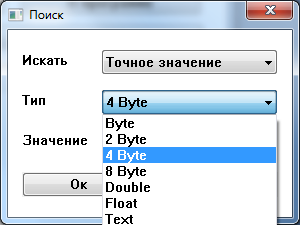 Поиск
Искать Точное значение
Тип 4 Byte
Byte
Значение 2 Byte
4 Byte
8 Byte
Ок Double
Float
Text